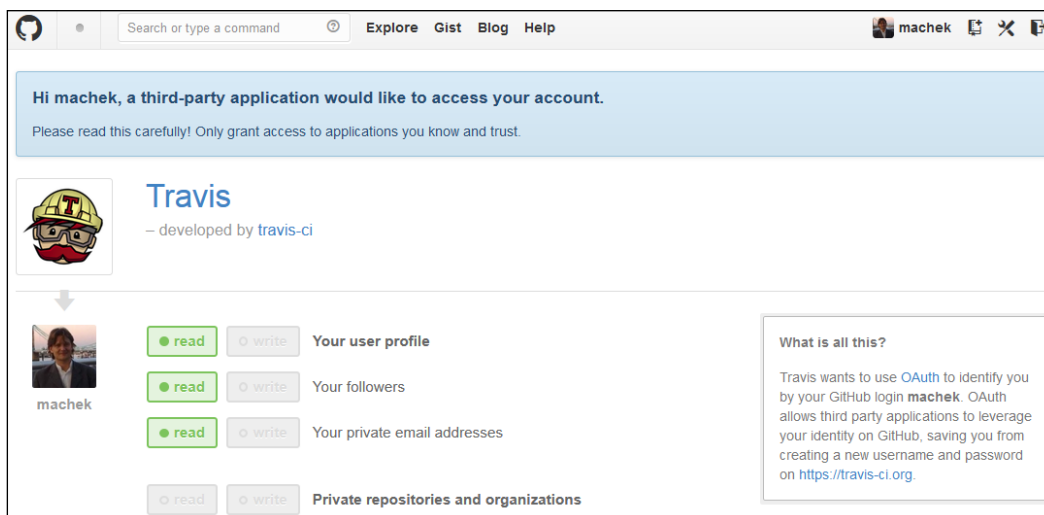 Search or type a command
Explore Gist Blog Help
machek
Hi machek, a third-party application would like to access your account.
Please read this carefully! Only grant access to applications you know and trust.
T
Travis
– developed by travis-ci
machek
read write Your user profile
read write Your followers
read write Your private email addresses
read write Private repositories and organizations
What is all this?
Travis wants to use OAuth to identify you
by your GitHub login machek. OAuth
allows third party applications to leverage
your identity on GitHub, saving you from
creating a new username and password
on https://travis-ci.org.